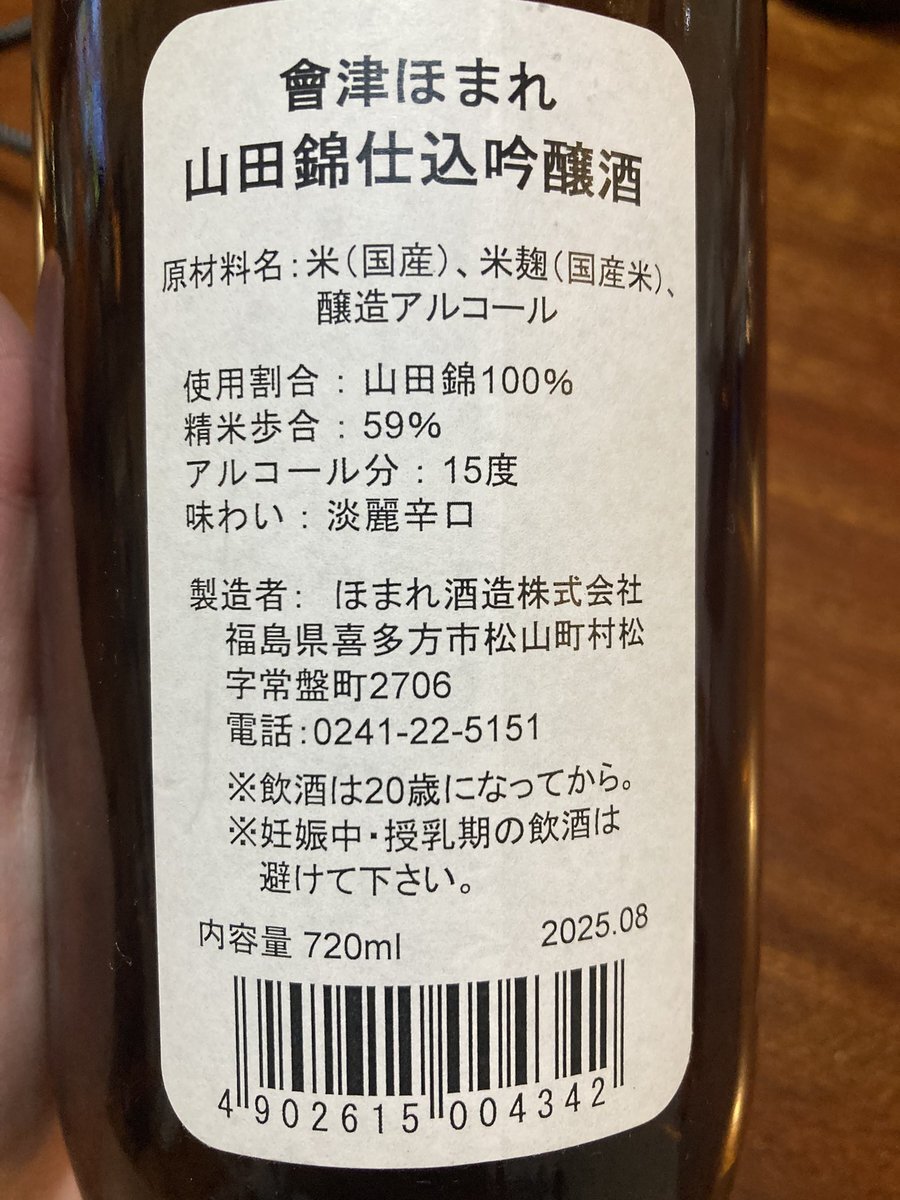 會津ほまれ
山田錦仕込吟醸酒
原材料名：米（国産）、米麹（国産米）、
醸造アルコール
使用割合：山田錦100%
精米歩合：59%
アルコール分：15度
味わい：淡麗辛口
製造者：　ほまれ酒造株式会社
福島県喜多方市松山町村松
字常盤町2706
電話：0241-22-5151
※飲酒は20歳になってから。
※妊娠中・授乳期の飲酒は
避けて下さい。
内容量 720ml 2025.08
4 902615 004342